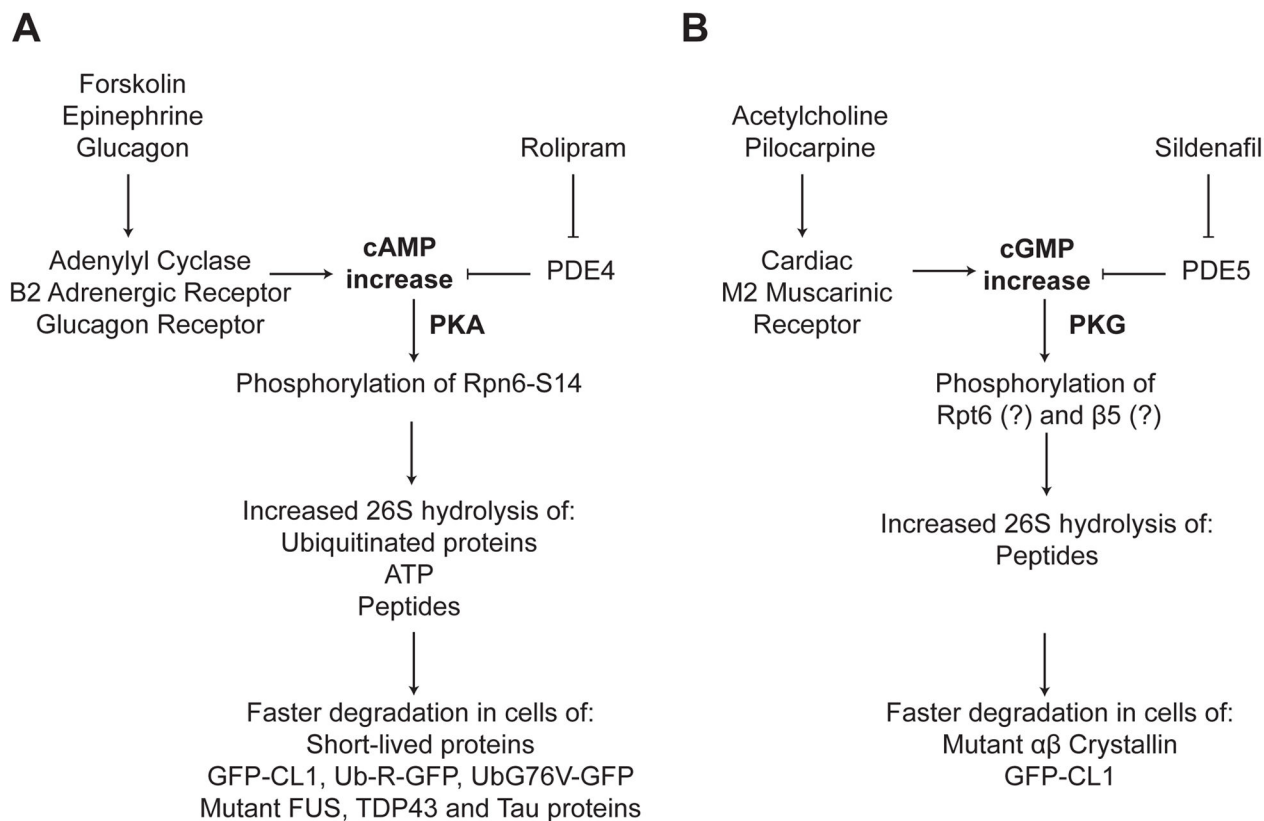 A
Forskolin
Epinephrine
Glucagon
Rolipram
Adenylyl Cyclase
B2 Adrenergic Receptor
Glucagon Receptor
cAMP
increase
PDE4
PKA
Phosphorylation of Rpn6-S14
Increased 26S hydrolysis of:
Ubiquitinated proteins
ATP
Peptides
Faster degradation in cells of:
Short-lived proteins
GFP-CL1, Ub-R-GFP, UbG76V-GFP
Mutant FUS, TDP43 and Tau proteins
B
Acetylcholine
Pilocarpine
Sildenafil
Cardiac
M2 Muscarinic
Receptor
cGMP
increase
PDE5
PKG
Phosphorylation of
Rpt6 (?) and β5 (?)
Increased 26S hydrolysis of:
Peptides
Faster degradation in cells of:
Mutant αβ Crystallin
GFP-CL1